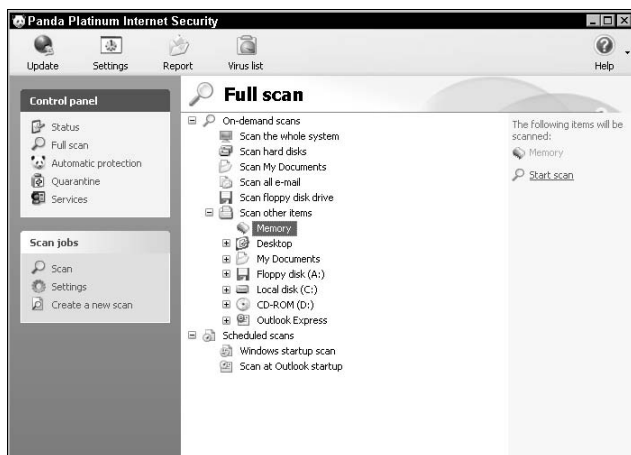 Panda Platinum Internet Security
Update Settings Report Virus list Help
Control panel
Status
Full scan
Automatic protection
Quarantine
Services
Scan jobs
Scan
Settings
Create a new scan
Full scan
On-demand scans
Scan the whole system
Scan hard disks
Scan My Documents
Scan all e-mail
Scan floppy disk drive
Scan other items
Memory
Desktop
My Documents
Floppy disk (A:)
Local disk (C:)
CD-ROM (D:)
Outlook Express
Scheduled scans
Windows startup scan
Scan at Outlook startup
The following items will be
scanned:
Memory
Start scan